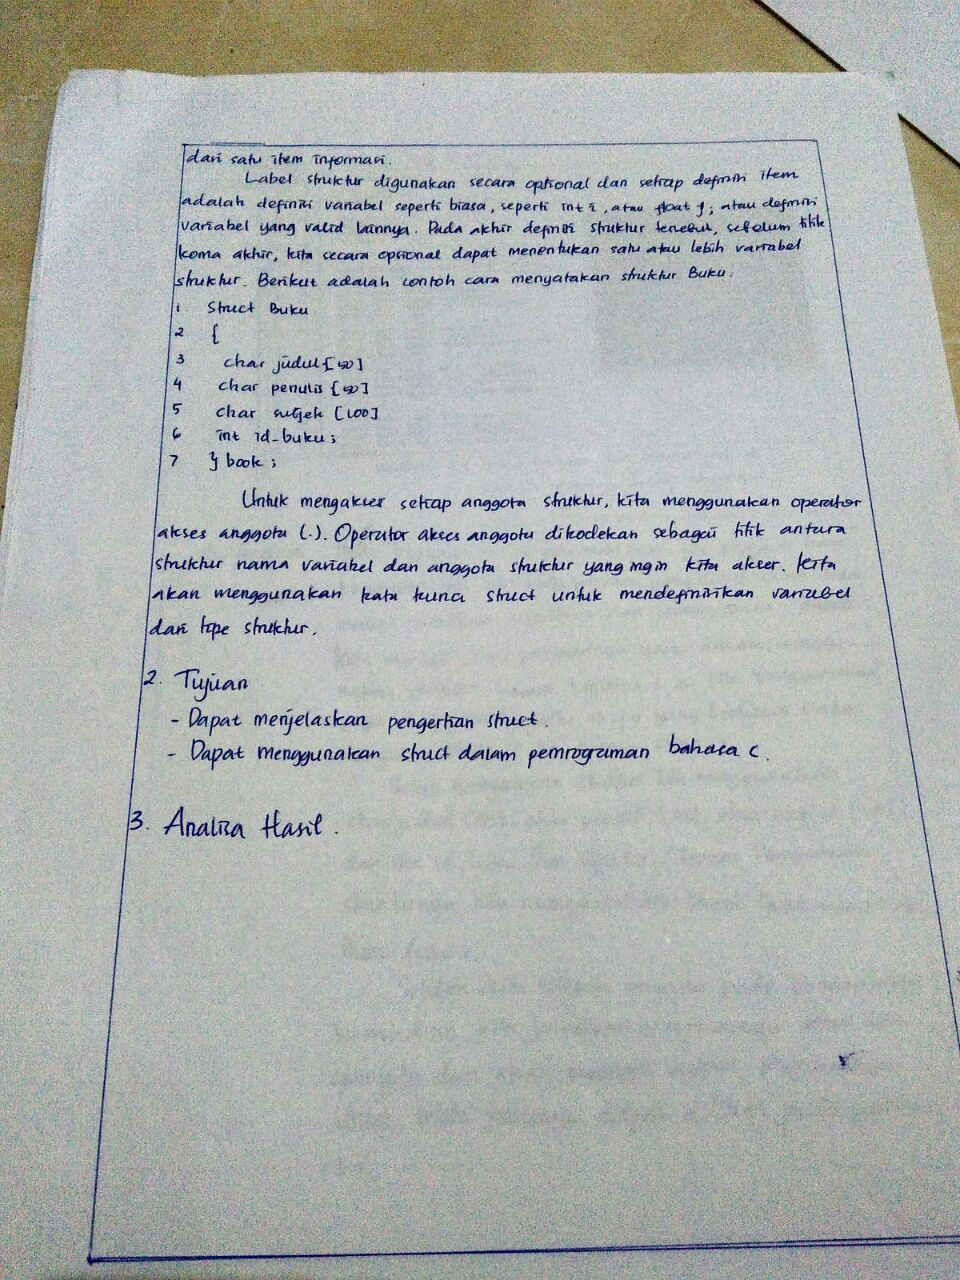 dari satu item informasi.
Label struktur digunakan secara optional dan setiap definisi item
adalah definisi variabel seperti biasa, seperti int i, atau float f; atau definisi
variabel yang valid lainnya. Pada akhir definisi struktur tersebut, sebelum titik
koma akhir, kita secara opsional dapat menentukan satu atau lebih variabel
struktur. Berikut adalah contoh cara menyatakan struktur Buku.
1 Struct Buku
2 {
3 char judul [50]
4 char penulis [50]
5 char subjek [100]
6 int id_buku;
7 } book;
Untuk mengakses setiap anggota struktur, kita menggunakan operator
akses anggota (.). Operator akses anggota dikodekan sebagai titik antara
struktur nama variabel dan anggota struktur yang ingin kita akses. Kita
akan menggunakan kata kunci struct untuk mendefinisikan variabel
dari tipe struktur.
2. Tujuan
- Dapat menjelaskan pengertian struct.
- Dapat menggunakan struct dalam pemrograman bahasa C.
3. Analisa Hasil.